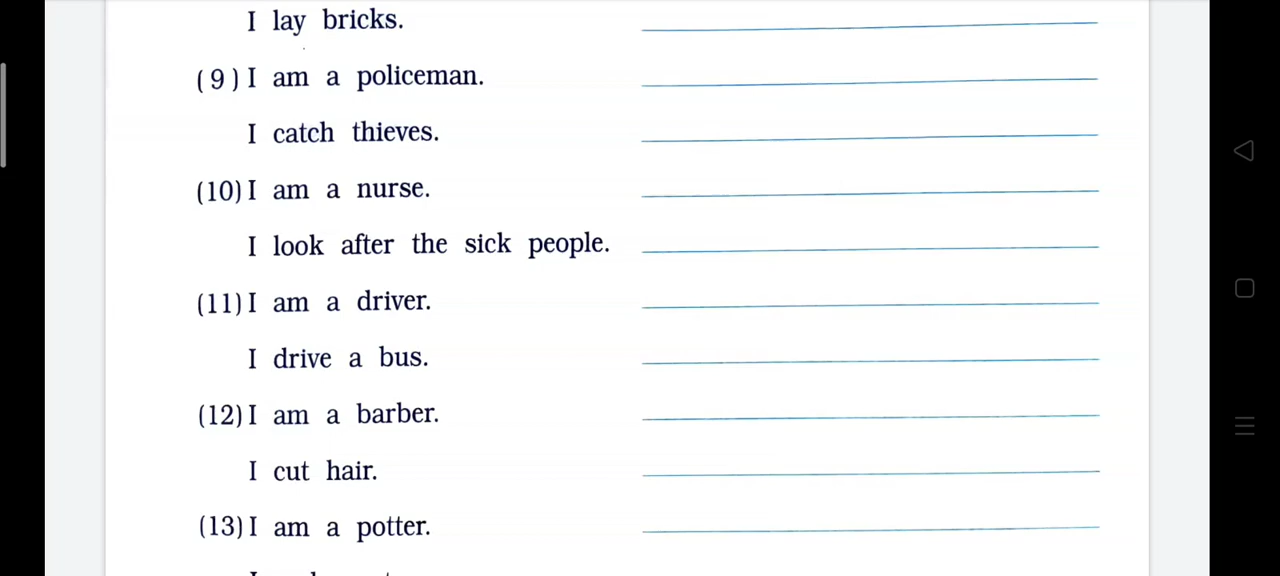 I lay bricks.
(9) I am a policeman.
I catch thieves.
(10) I am a nurse.
I look after the sick people.
(11) I am a driver.
I drive a bus.
(12) I am a barber.
I cut hair.
(13) I am a potter.